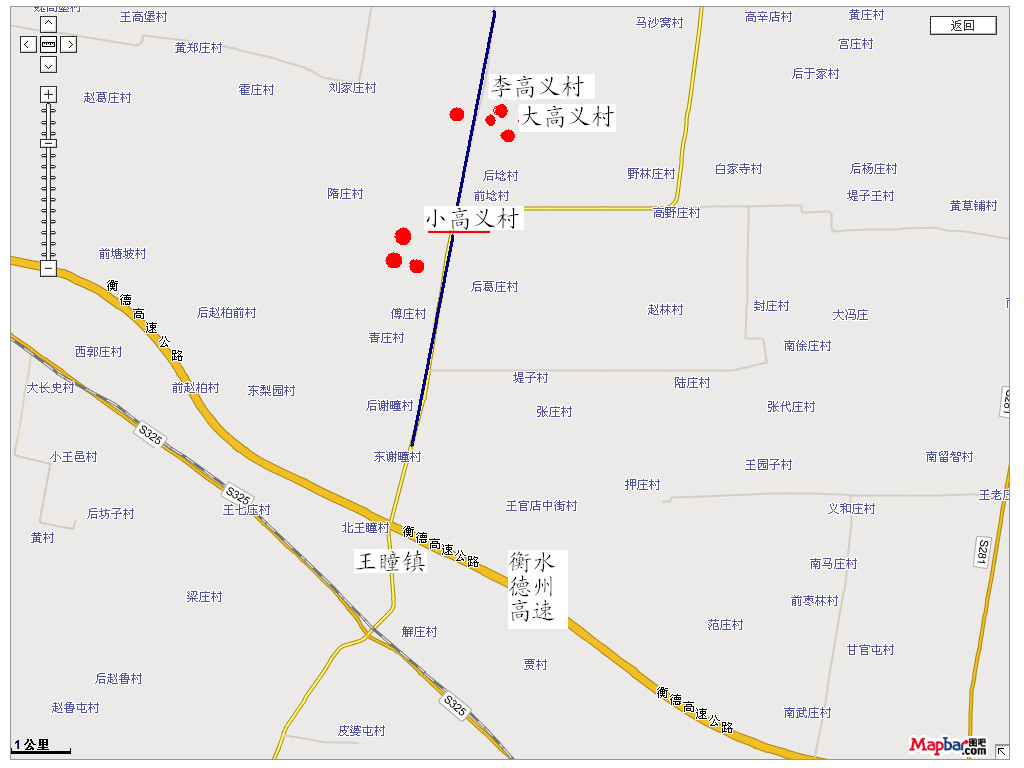 魏高堡村
王高堡村
马沙窝村
高辛店村
黄庄村
返回
黄郑庄村
宫庄村
后于家村
霍庄村
刘家庄村
李高义村
赵葛庄村
大高义村
后埝村
野林庄村
白家寺村
后杨庄村
隋庄村
前埝村
堤子王村
小高义村
高野庄村
黄草铺村
前塘坡村
后葛庄村
衡德高速公路
后赵柏前村
傅庄村
赵林村
封庄村
大冯庄
青庄村
西郭庄村
南徐庄村
堤子村
大长史村
前赵柏村
东梨园村
陆庄村
后谢疃村
张庄村
张代庄村
S281
S325
小王邑村
东谢疃村
王园子村
南留智村
押庄村
S325
王老庄
后坊子村
王七庄村
王官店中街村
义和庄村
黄村
北王瞳村
衡德高速公路
王瞳镇
衡水
德州
高速
S281
南马庄村
梁庄村
前枣林村
解庄村
范庄村
贾村
甘官屯村
后赵鲁村
衡德高速公路
赵鲁屯村
S325
南武庄村
皮婆屯村
1公里
Mapbar图吧.com